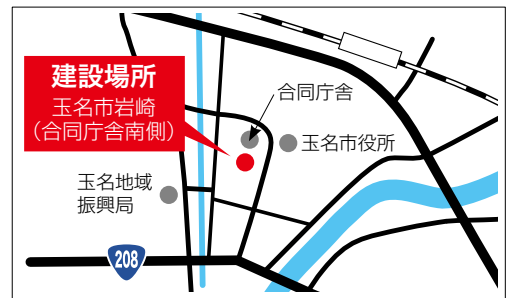 建設場所
玉名市岩崎
（合同庁舎南側）
合同庁舎
玉名市役所
玉名地域
振興局
208